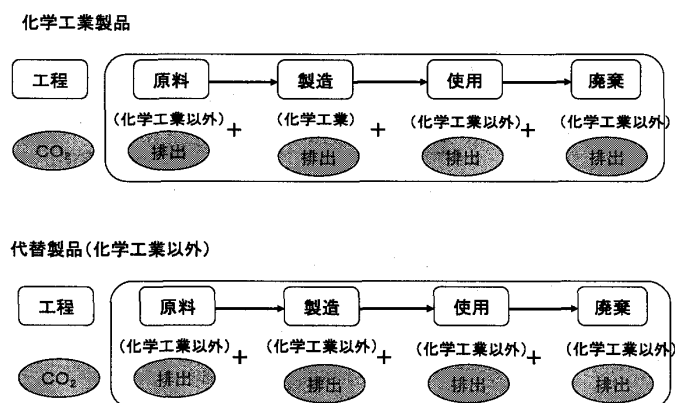 化学工業製品
工程 原料 製造 使用 廃棄
(化学工業以外) + (化学工業) + (化学工業以外) + (化学工業以外)
CO₂ 排出 排出 排出 排出
代替製品(化学工業以外)
工程 原料 製造 使用 廃棄
(化学工業以外) + (化学工業以外) + (化学工業以外) + (化学工業以外)
CO₂ 排出 排出 排出 排出